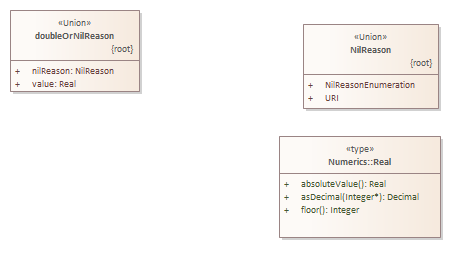 «Union»
doubleOrNilReason
{root}
+ nilReason: NilReason
+ value: Real
«Union»
NilReason
{root}
+ NilReasonEnumeration
+ URI
«type»
Numerics::Real
+ absoluteValue(): Real
+ asDecimal(Integer*): Decimal
+ floor(): Integer